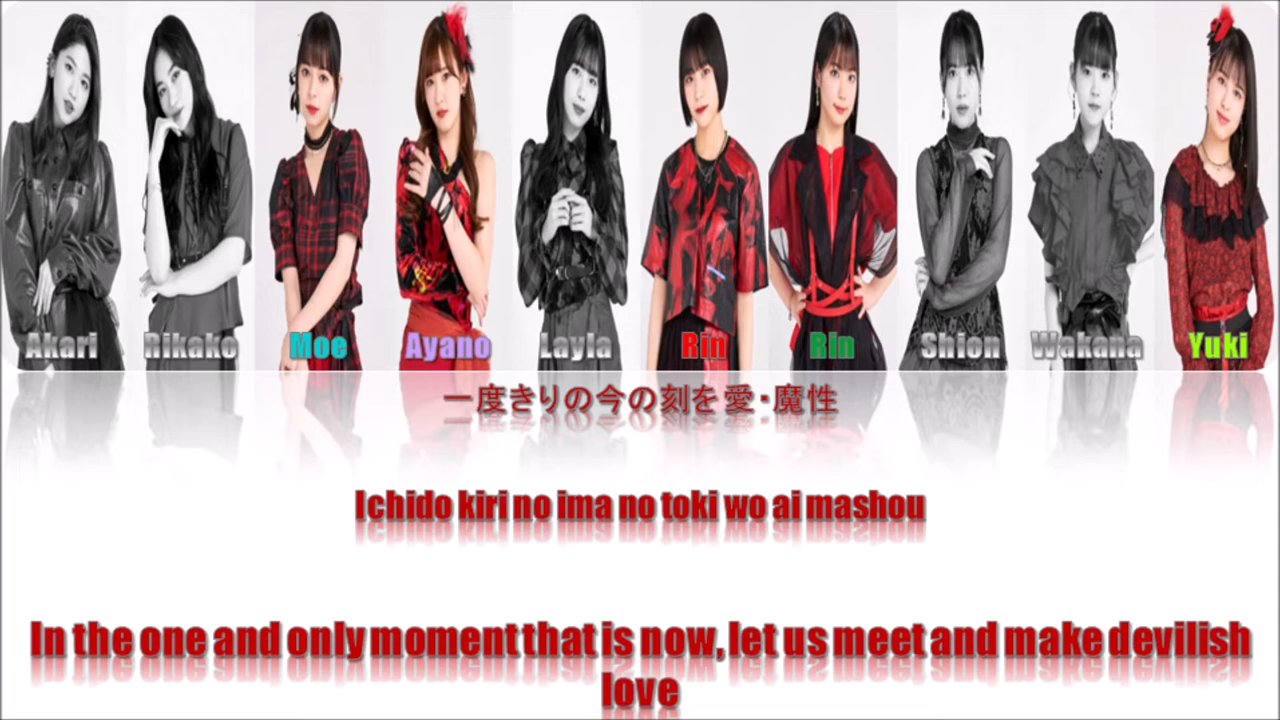 Akari Rikako Moe Ayano Layla Rin Rin Shion Wakana Yuki
一度きりの今の刻を愛・魔性
Ichido kiri no ima no toki wo ai mashou
In the one and only moment that is now, let us meet and make devilish
love